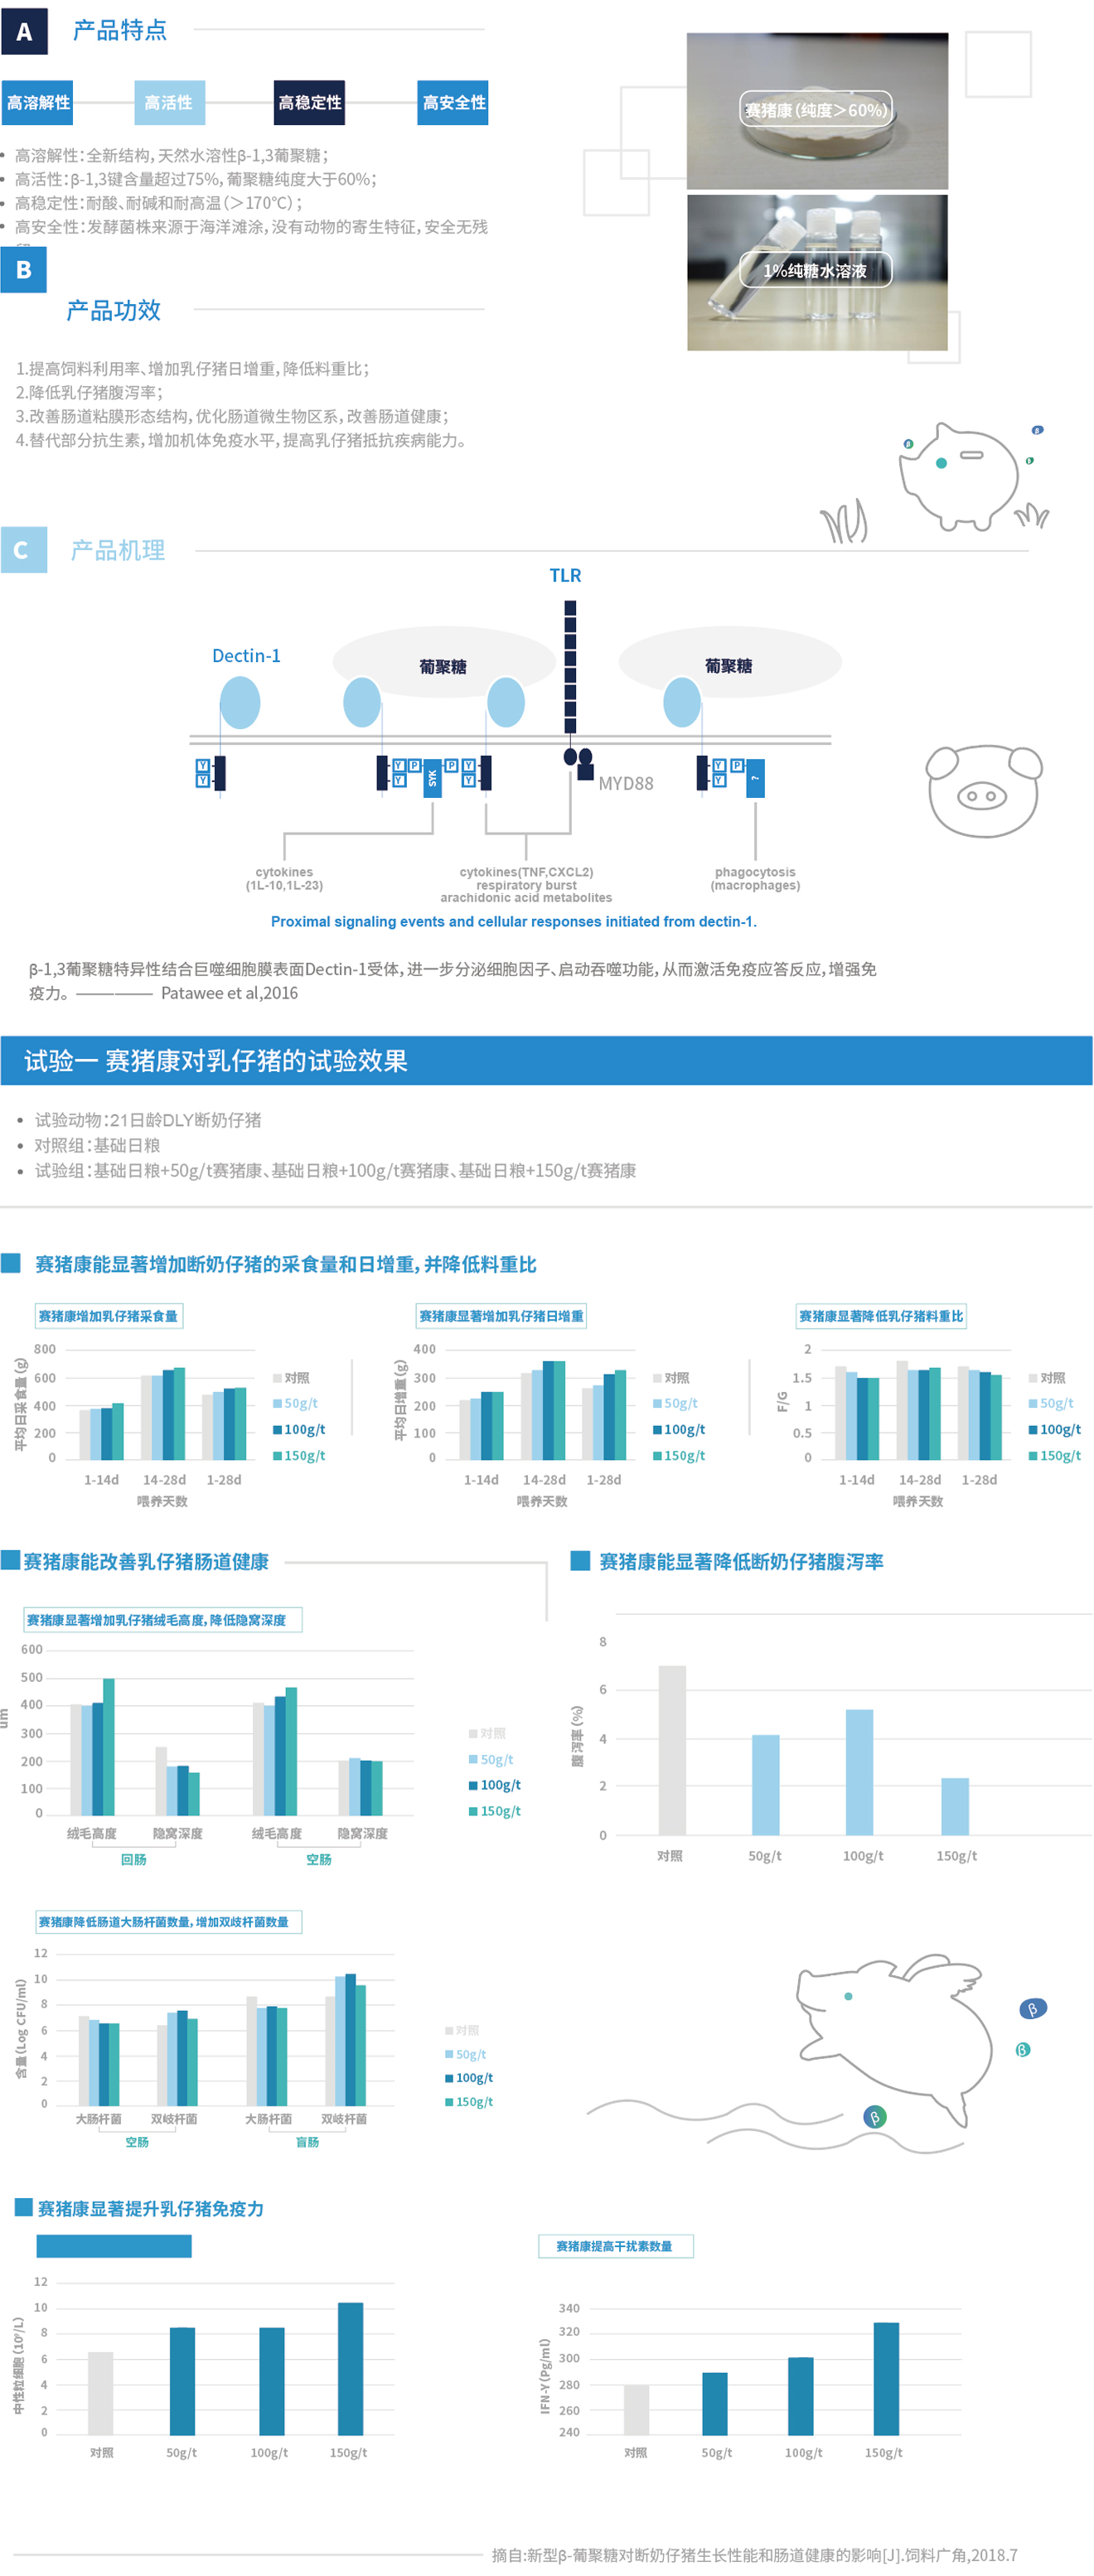 A
产品特点
高溶解性
高活性
高稳定性
高安全性
• 高溶解性:全新结构,天然水溶性β-1,3葡聚糖;
• 高活性:β-1,3键含量超过75%,葡聚糖纯度大于60%;
• 高稳定性:耐酸、耐碱和耐高温(>170℃);
• 高安全性:发酵菌株来源于海洋滩涂,没有动物的寄生特征,安全无残
赛猪康(纯度>60%)
1%纯糖水溶液
B
产品功效
1.提高饲料利用率、增加乳仔猪日增重,降低料重比;
2.降低乳仔猪腹泻率;
3.改善肠道粘膜形态结构,优化肠道微生物区系,改善肠道健康;
4.替代部分抗生素,增加机体免疫水平,提高乳仔猪抵抗疾病能力。
β
β
β
C
产品机理
TLR
Dectin-1
葡聚糖
葡聚糖
Y
Y
Y P
Y
SYK
P Y
Y
MYD88
Y P
Y
?
cytokines
(1L-10,1L-23)
cytokines(TNF,CXCL2)
respiratory burst
arachidonic acid metabolites
phagocytosis
(macrophages)
Proximal signaling events and cellular responses initiated from dectin-1.
β-1,3葡聚糖特异性结合巨噬细胞膜表面Dectin-1受体,进一步分泌细胞因子、启动吞噬功能,从而激活免疫应答反应,增强免
疫力。———— Patawee et al,2016
试验一 赛猪康对乳仔猪的试验效果
• 试验动物:21日龄DLY断奶仔猪
• 对照组:基础日粮
• 试验组:基础日粮+50g/t赛猪康、基础日粮+100g/t赛猪康、基础日粮+150g/t赛猪康
赛猪康能显著增加断奶仔猪的采食量和日增重,并降低料重比
赛猪康增加乳仔猪采食量
平均日采食量(g)
800
600
400
200
0
1-14d 14-28d 1-28d
喂养天数
对照
50g/t
100g/t
150g/t
赛猪康显著增加乳仔猪日增重
平均日增重(g)
400
300
200
100
0
1-14d 14-28d 1-28d
喂养天数
对照
50g/t
100g/t
150g/t
赛猪康显著降低乳仔猪料重比
F/G
2
1.5
1
0.5
0
1-14d 14-28d 1-28d
喂养天数
对照
50g/t
100g/t
150g/t
赛猪康能改善乳仔猪肠道健康
赛猪康显著增加乳仔猪绒毛高度,降低隐窝深度
um
600
500
400
300
200
100
0
绒毛高度 隐窝深度 绒毛高度 隐窝深度
回肠 空肠
对照
50g/t
100g/t
150g/t
赛猪康能显著降低断奶仔猪腹泻率
腹泻率(%)
8
6
4
2
0
对照 50g/t 100g/t 150g/t
赛猪康降低肠道大肠杆菌数量,增加双歧杆菌数量
含量(Log CFU/ml)
12
10
8
6
4
2
0
大肠杆菌 双岐杆菌 大肠杆菌 双岐杆菌
空肠 盲肠
对照
50g/t
100g/t
150g/t
β
β
β
赛猪康显著提升乳仔猪免疫力
中性粒细胞(10⁹/L)
12
10
8
6
4
2
0
对照 50g/t 100g/t 150g/t
赛猪康提高干扰素数量
IFN-Y(Pg/ml)
340
320
300
280
260
240
对照 50g/t 100g/t 150g/t
摘自:新型β-葡聚糖对断奶仔猪生长性能和肠道健康的影响[J].饲料广角,2018.7